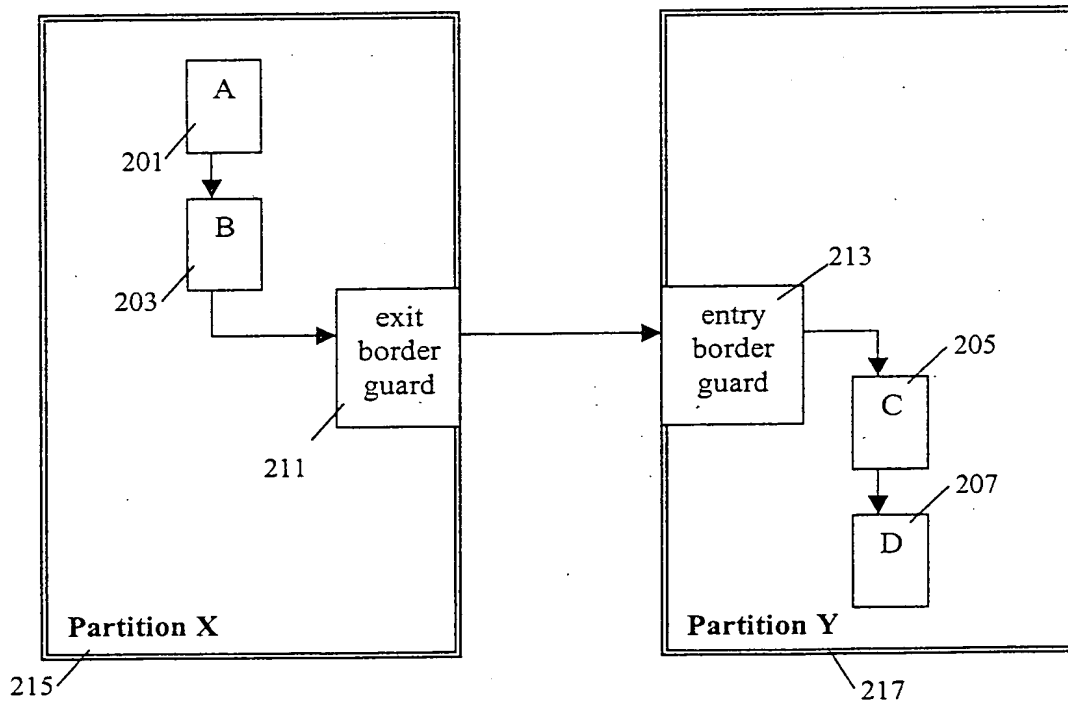 A
201
B
203
exit
border
guard
211
Partition X
215
213
entry
border
guard
205
C
207
D
Partition Y
217